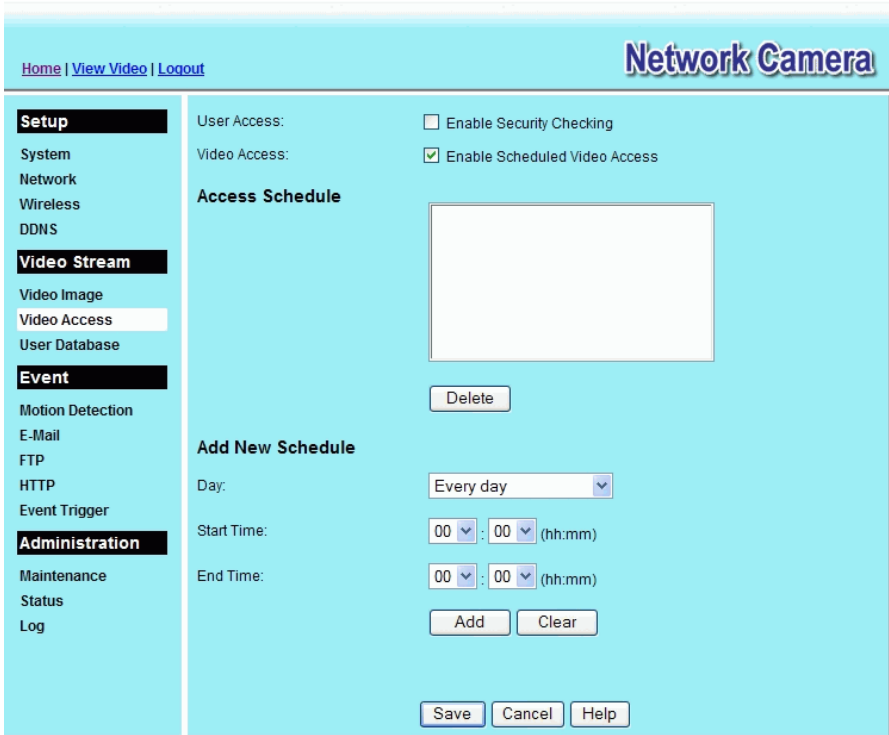 Home | View Video | Logout
Network Camera
Setup
System
Network
Wireless
DDNS
Video Stream
Video Image
Video Access
User Database
Event
Motion Detection
E-Mail
FTP
HTTP
Event Trigger
Administration
Maintenance
Status
Log
User Access:
Enable Security Checking
Video Access:
Enable Scheduled Video Access
Access Schedule
Delete
Add New Schedule
Day:
Every day
Start Time:
00 : 00 (hh:mm)
End Time:
00 : 00 (hh:mm)
Add Clear
Save Cancel Help